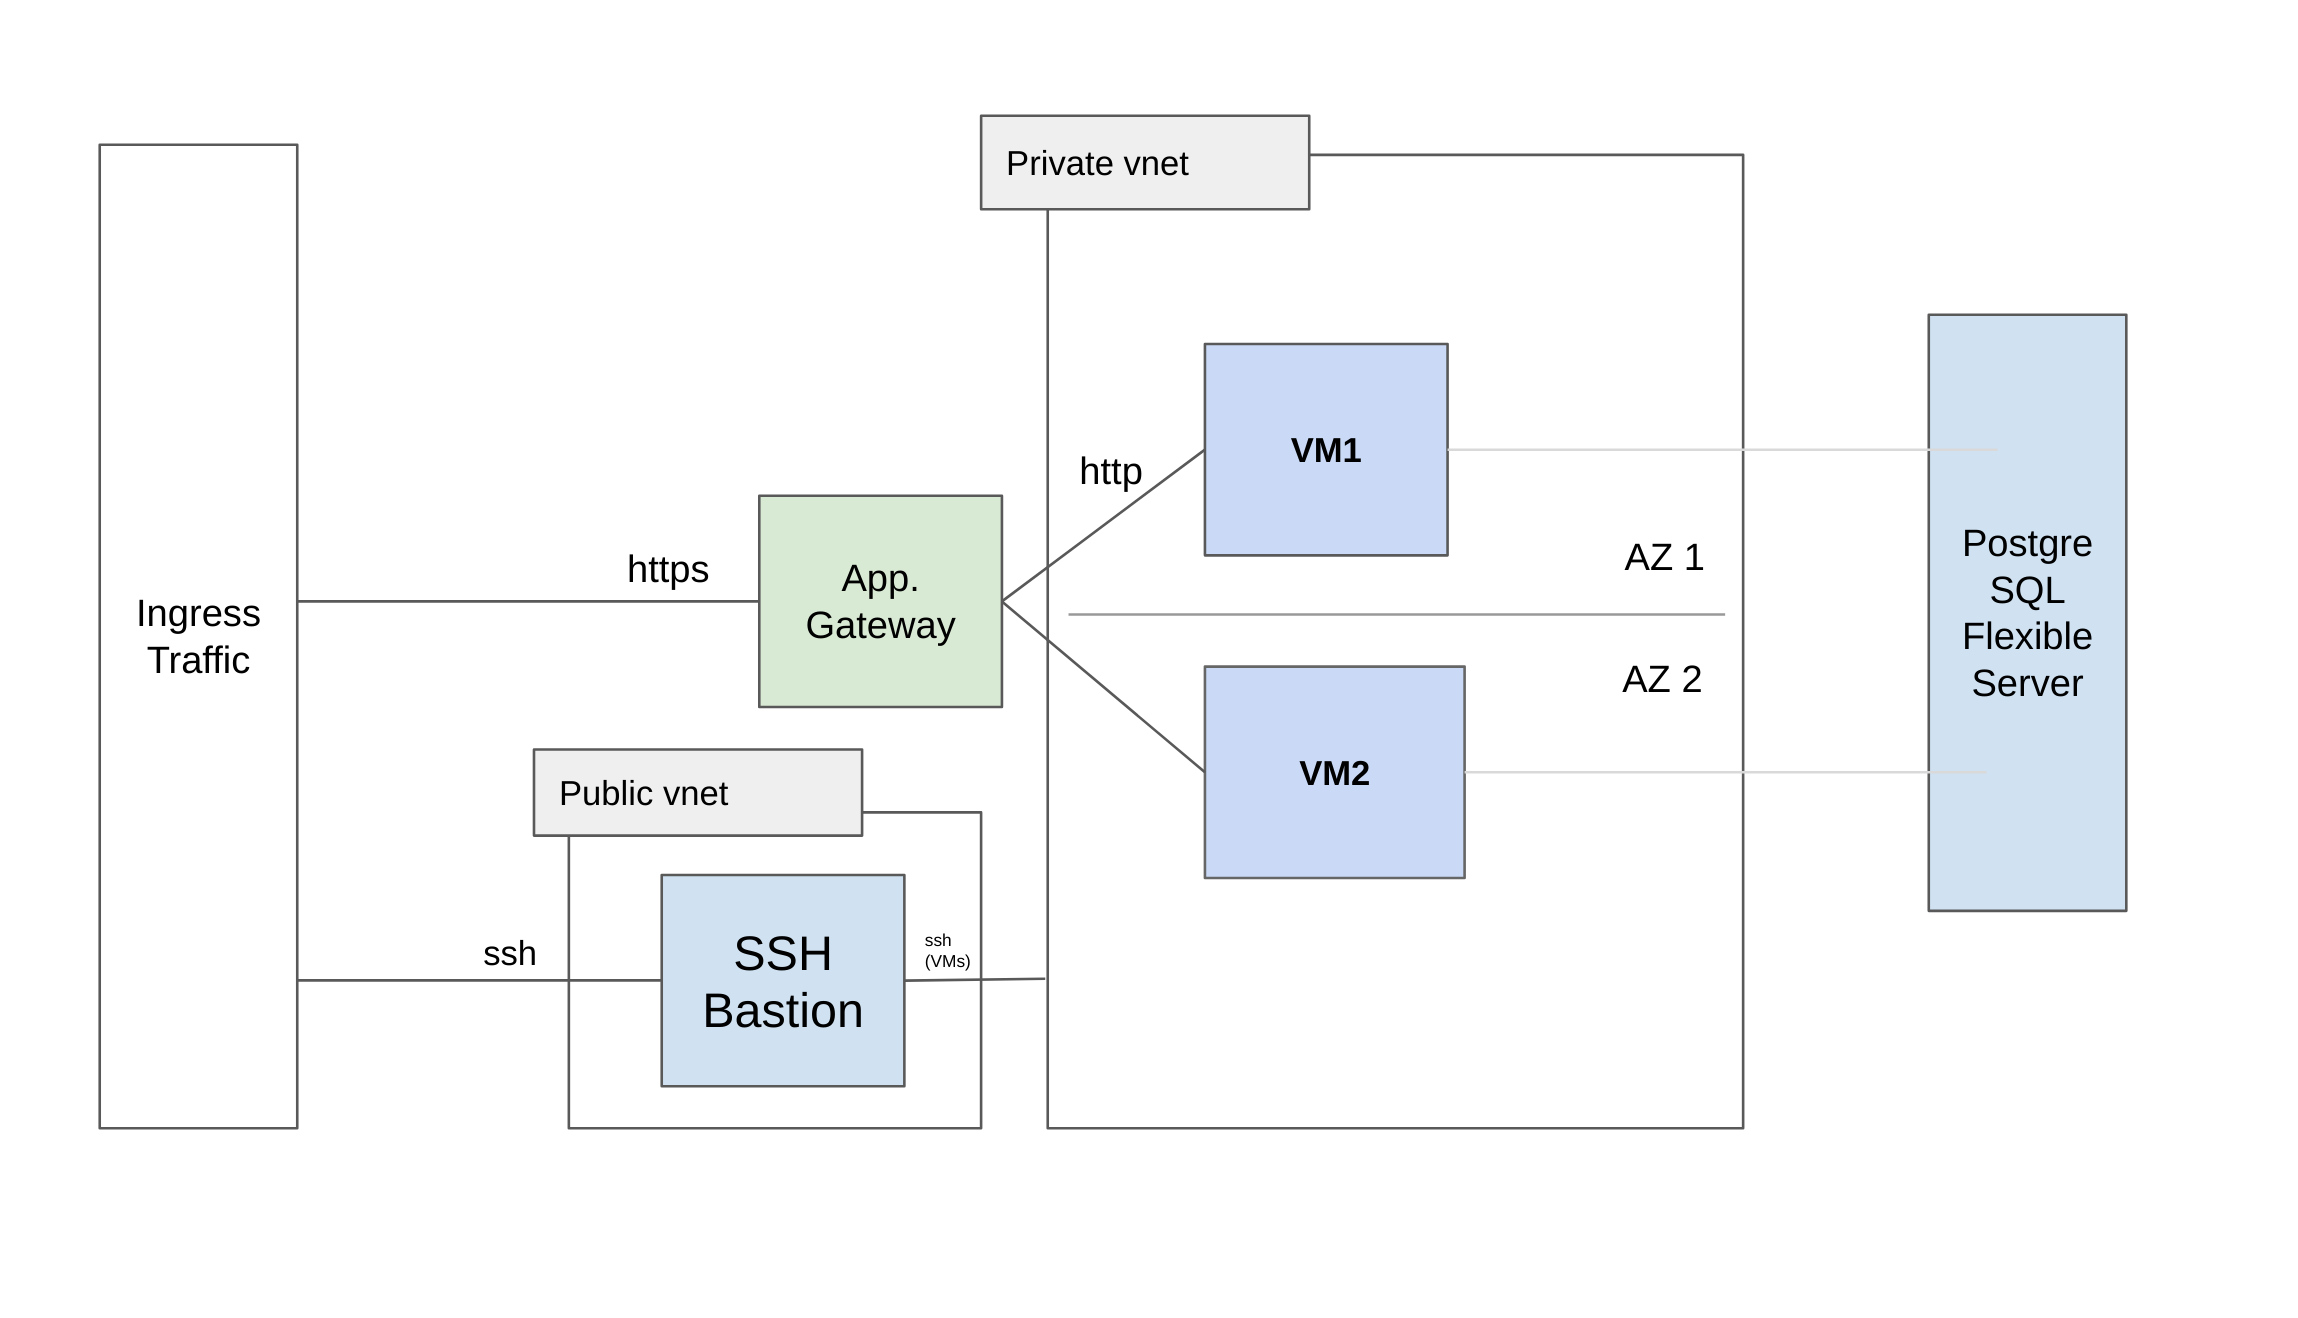 Private vnet
Ingress
Traffic
https
App.
Gateway
http
VM1
AZ 1
AZ 2
VM2
Postgre
SQL
Flexible
Server
Public vnet
ssh
SSH
Bastion
ssh
(VMs)